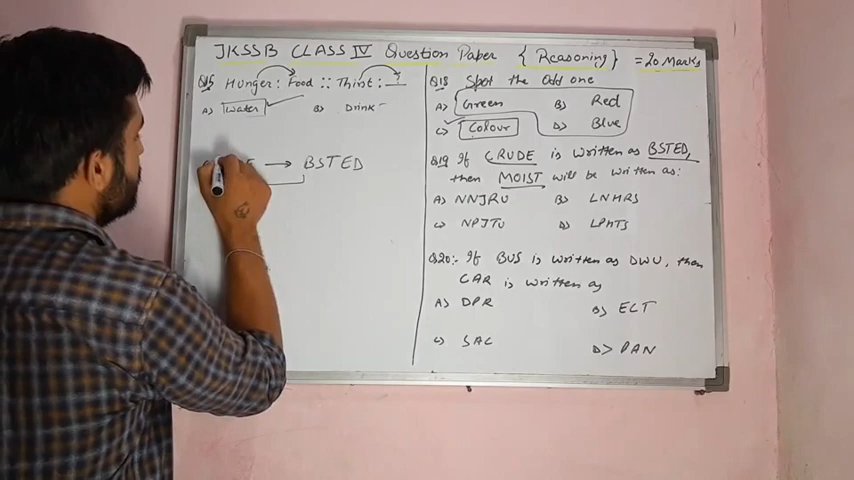 JKSSB CLASS IV Question Paper { Reasoning } = 20 Marks
Hunger : Food :: Thirst : ?
A) Water B) Drink
E → BSTED
Q18 Spot the Odd one
A) Green B) Red
C) Colour D) Blue
Q19 If CRUDE is written as BSTED,
then MOIST will be written as:
A) NNJRU B) LNHRS
C) NPJTU D) LPHTS
Q20:- If BUS is written as DWU, then
CAR is written as
A) DPR B) ECT
C) SAC D) PAN